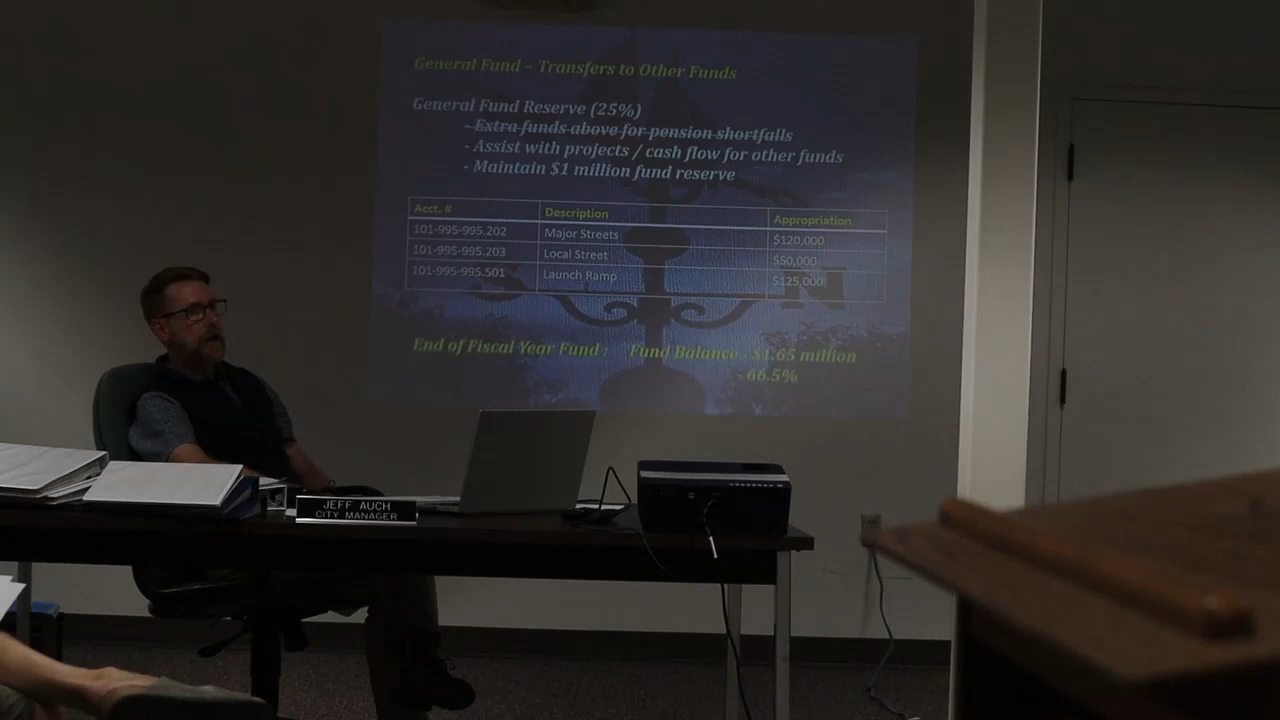 General Fund – Transfers to Other Funds
General Fund Reserve (25%)
- Extra funds above for pension shortfalls
- Assist with projects / cash flow for other funds
- Maintain $1 million fund reserve
Acct. # Description Appropriation
101-995-995.202 Major Streets $120,000
101-995-995.203 Local Street $50,000
101-995-995.501 Launch Ramp $125,000
End of Fiscal Year Fund : Fund Balance $1.65 million
- 66.5%
N
JEFF AUCH
CITY MANAGER